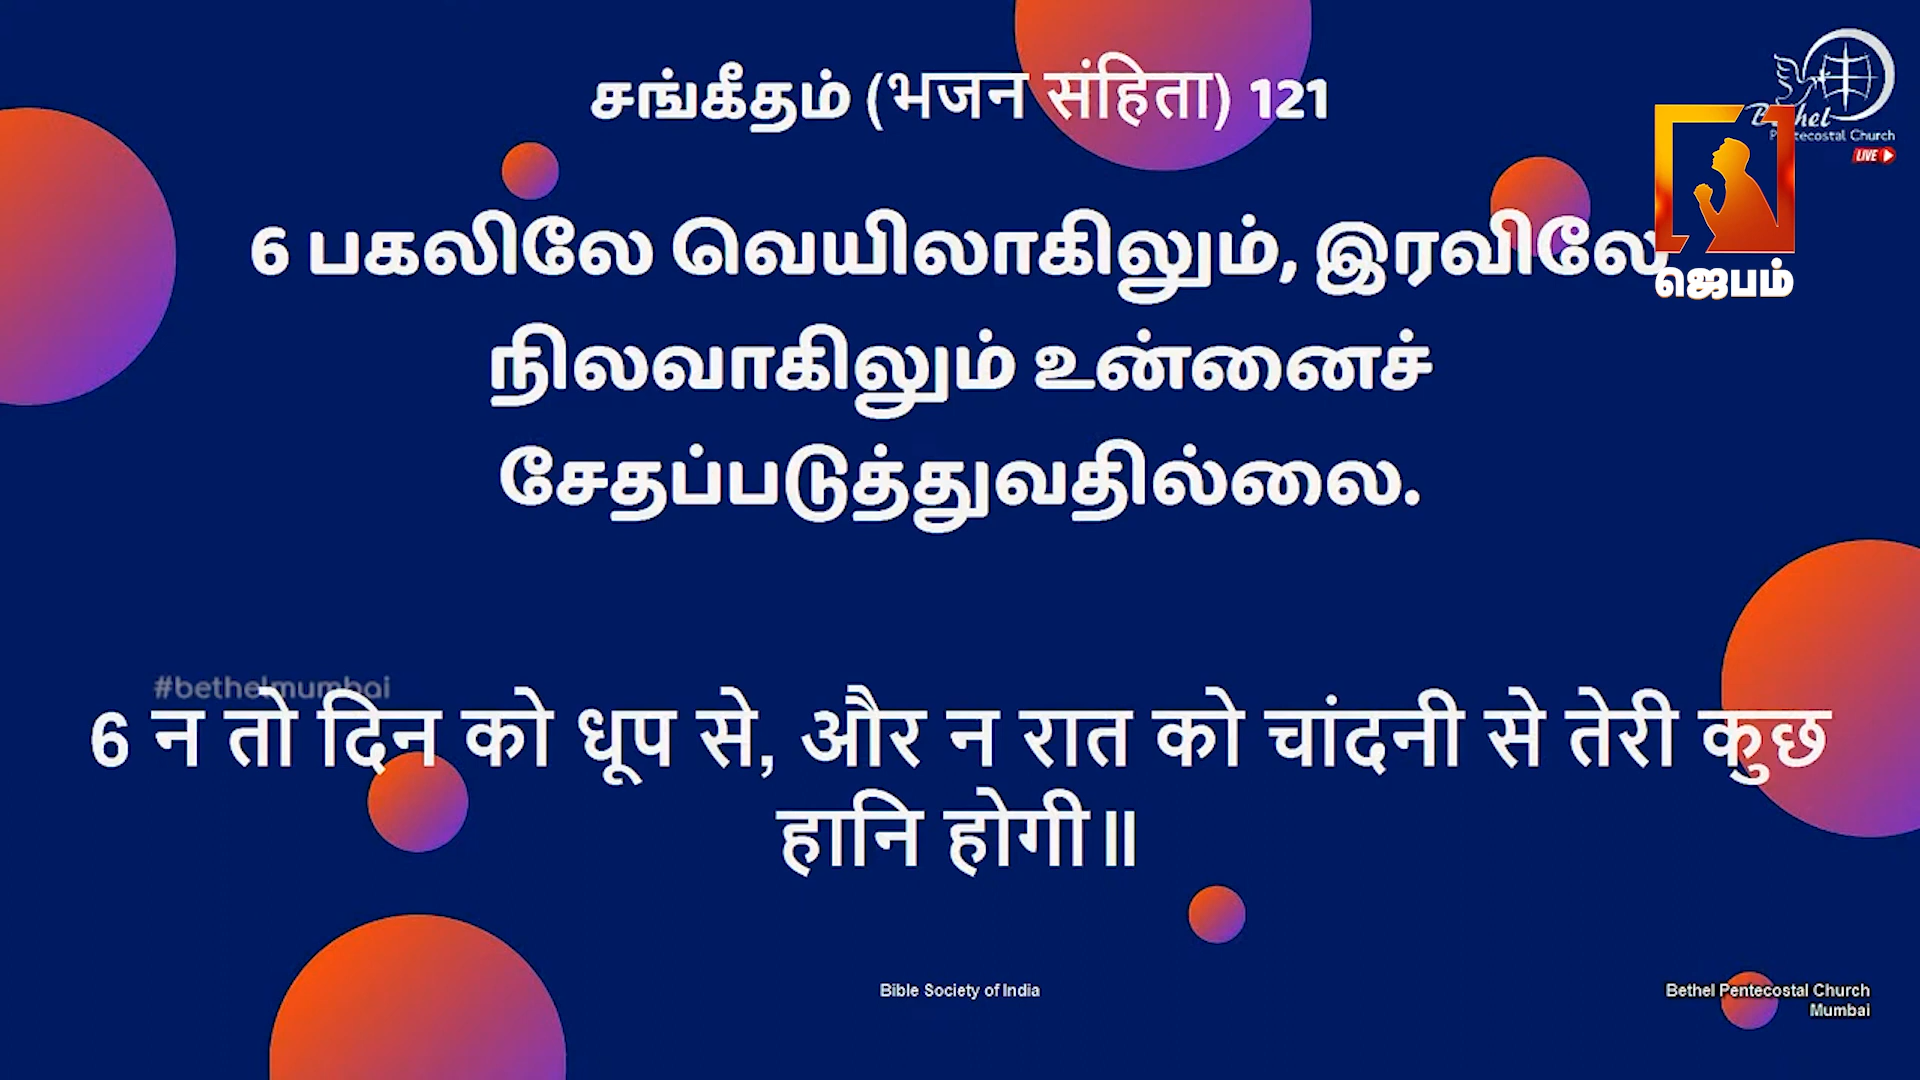 சங்கீதம் (भजन संहिता) 121
Bethel
Pentecostal Church
LIVE
6 பகலிலே வெயிலாகிலும், இரவிலே
ஜெபம்
நிலவாகிலும் உன்னைச்
சேதப்படுத்துவதில்லை.
#bethelmumbai
6 न तो दिन को धूप से, और न रात को चांदनी से तेरी कुछ
हानि होगी॥
Bible Society of India
Bethel Pentecostal Church
Mumbai